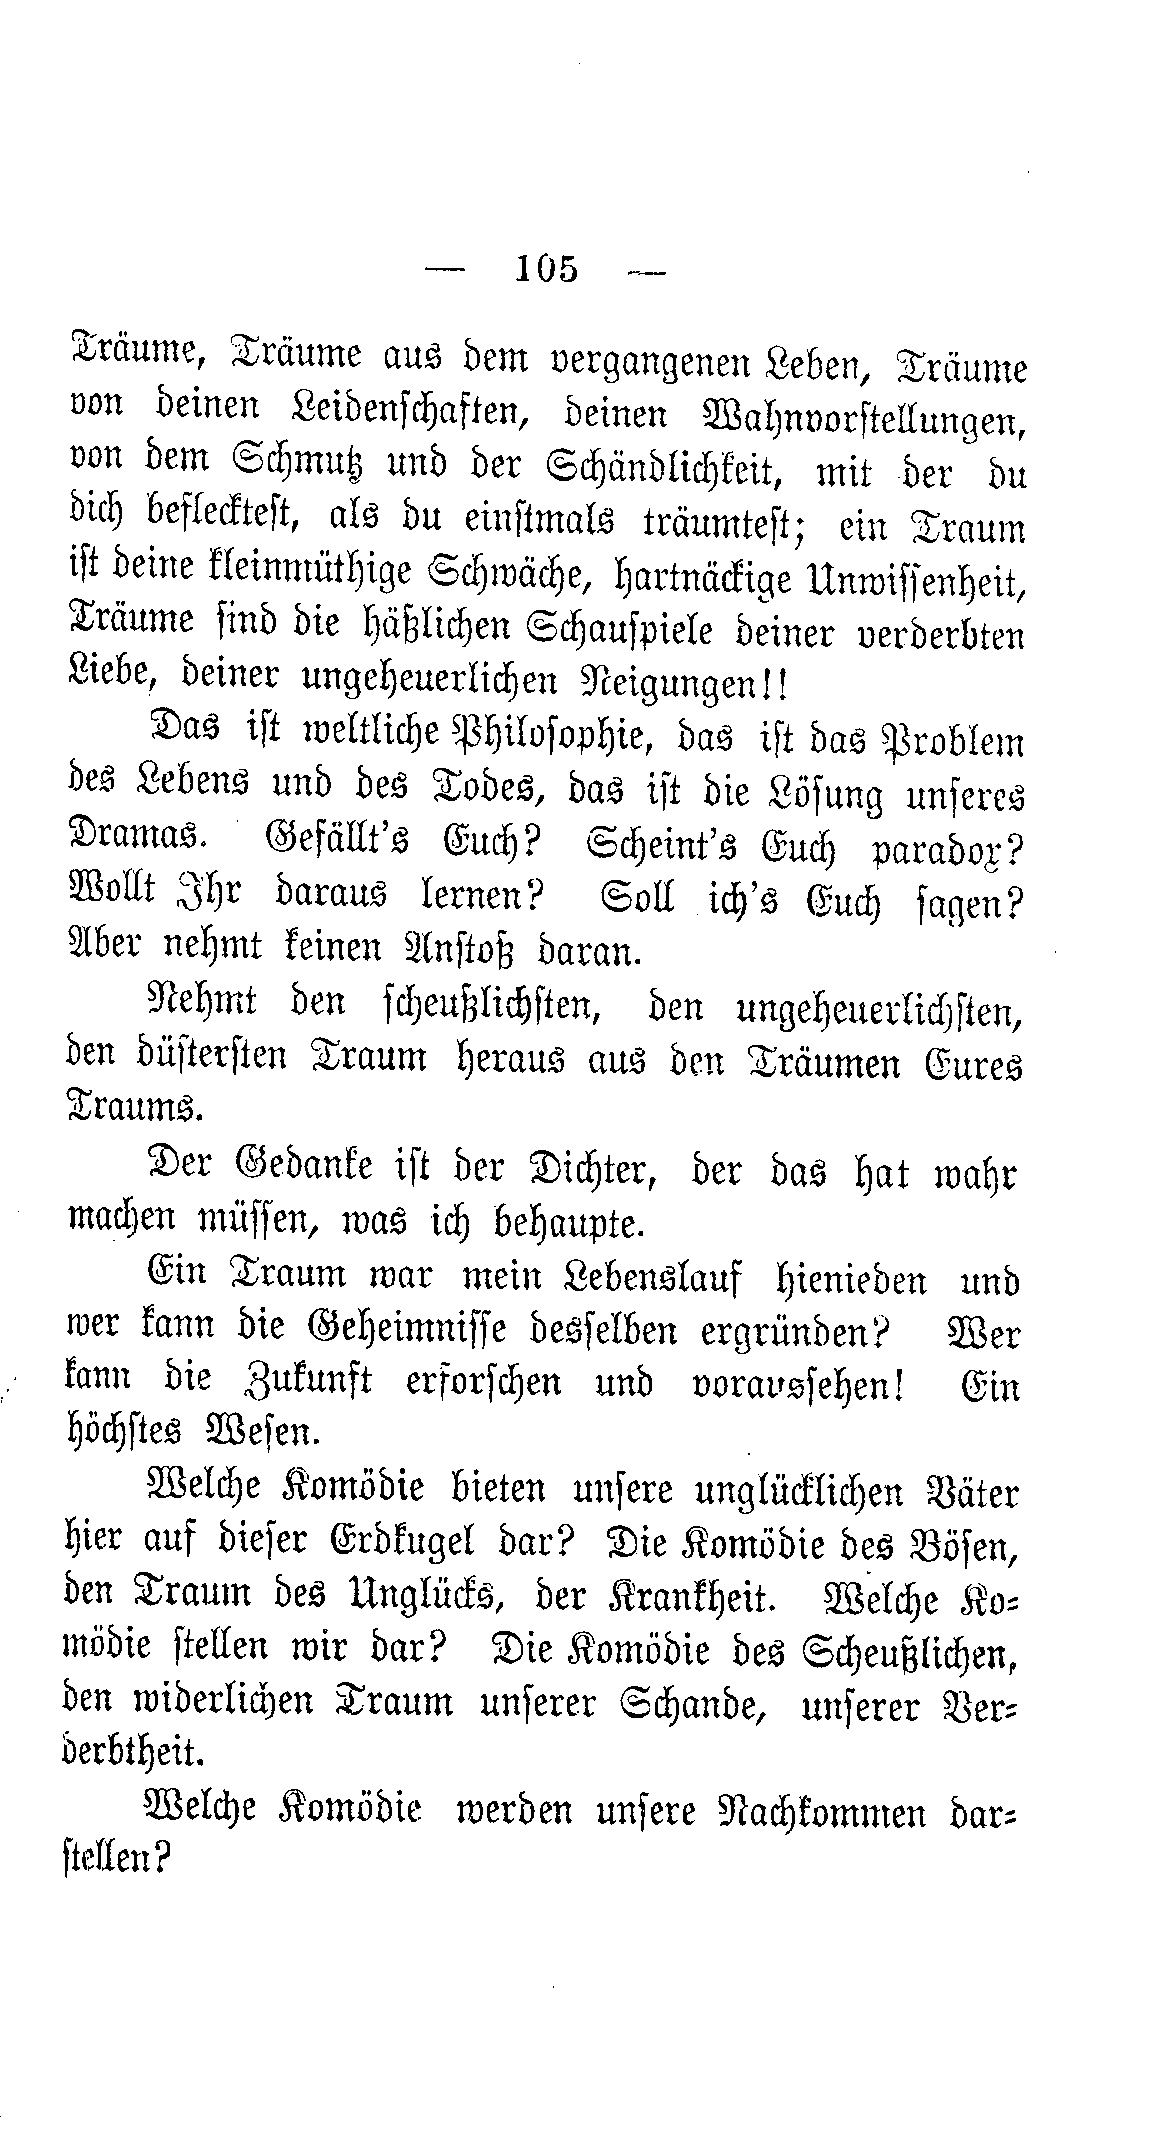 — 105 —
Träume, Träume aus dem vergangenen Leben, Träume
von deinen Leidenschaften, deinen Wahnvorstellungen,
von dem Schmutz und der Schändlichkeit, mit der du
dich beflecktest, als du einstmals träumtest; ein Traum
ist deine kleinmüthige Schwäche, hartnäckige Unwissenheit,
Träume sind die häßlichen Schauspiele deiner verderbten
Liebe, deiner ungeheuerlichen Neigungen!!
Das ist weltliche Philosophie, das ist das Problem
des Lebens und des Todes, das ist die Lösung unseres
Dramas. Gefällt's Euch? Scheint's Euch paradox?
Wollt Ihr daraus lernen? Soll ich's Euch sagen?
Aber nehmt keinen Anstoß daran.
Nehmt den scheußlichsten, den ungeheuerlichsten,
den düstersten Traum heraus aus den Träumen Eures
Traums.
Der Gedanke ist der Dichter, der das hat wahr
machen müssen, was ich behaupte.
Ein Traum war mein Lebenslauf hienieden und
wer kann die Geheimnisse desselben ergründen? Wer
kann die Zukunft erforschen und voraussehen! Ein
höchstes Wesen.
Welche Komödie bieten unsere unglücklichen Väter
hier auf dieser Erdkugel dar? Die Komödie des Bösen,
den Traum des Unglücks, der Krankheit. Welche Ko-
mödie stellen wir dar? Die Komödie des Scheußlichen,
den widerlichen Traum unserer Schande, unserer Ver-
derbtheit.
Welche Komödie werden unsere Nachkommen dar-
stellen?